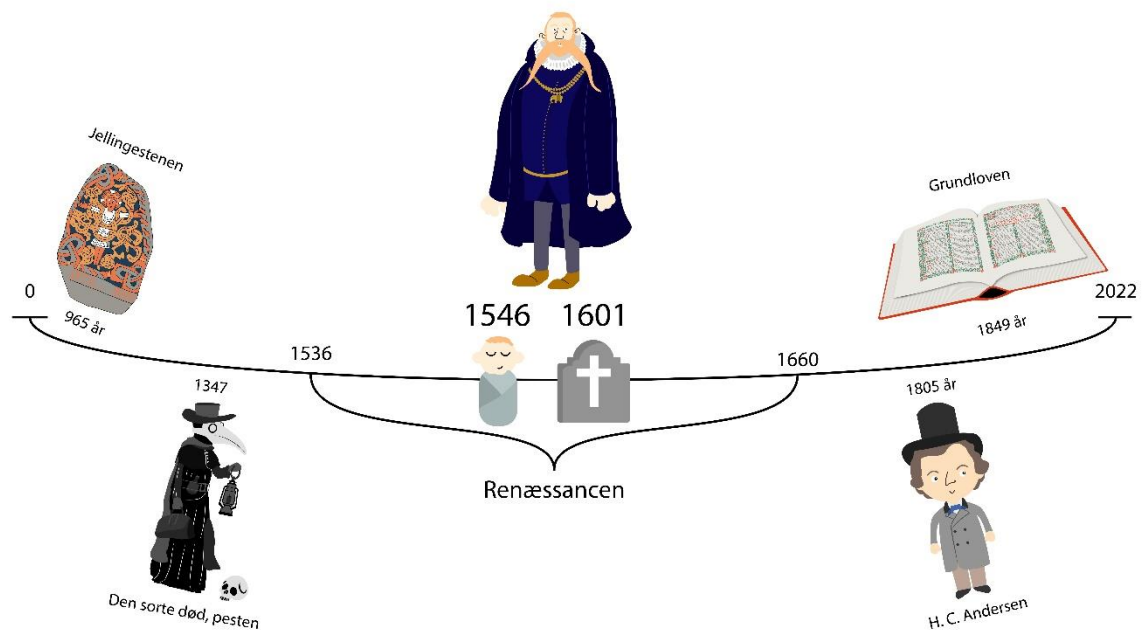 Jellingestenen
0
965 år
1536
1347
Den sorte død, pesten
1546
1601
Renæssancen
1660
Grundloven
2022
1849 år
1805 år
H. C. Andersen